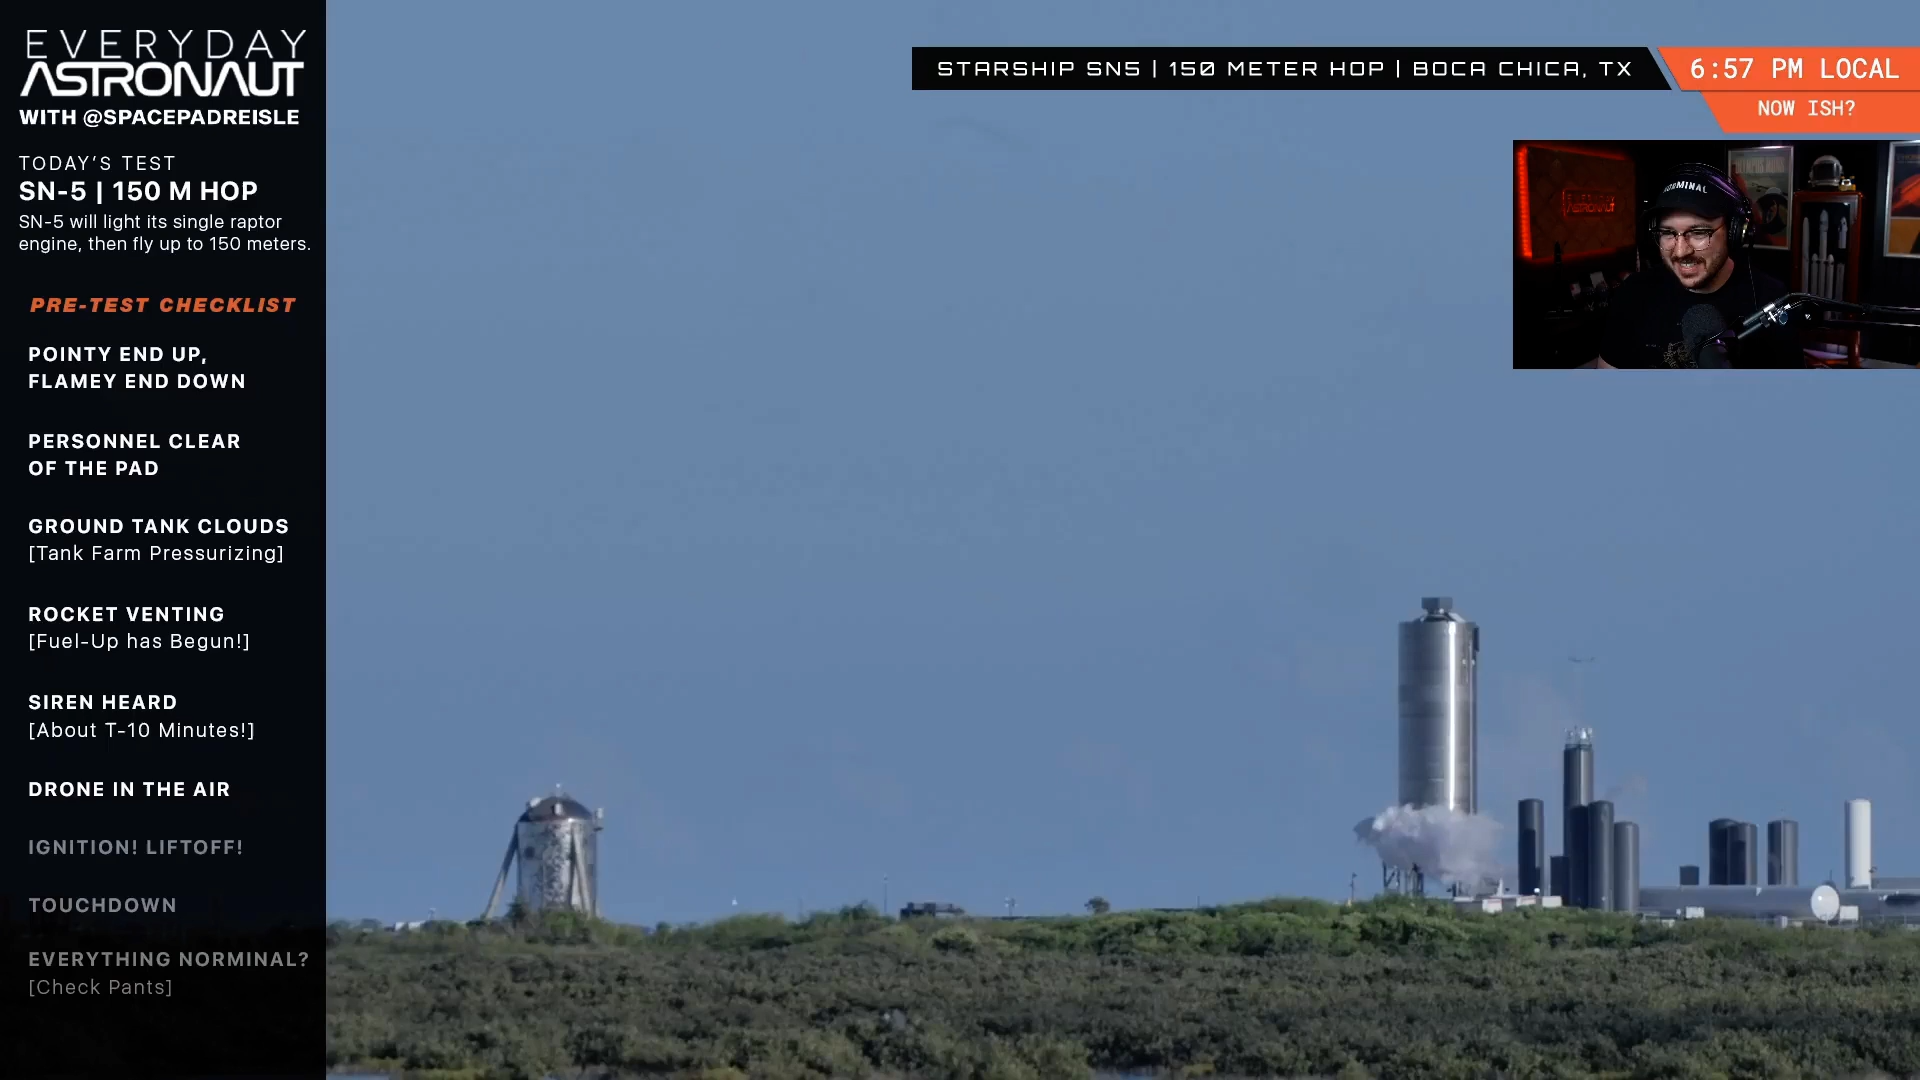 EVERYDAY
ASTRONAUT
WITH @SPACEPADREISLE
TODAY'S TEST
SN-5 | 150 M HOP
SN-5 will light its single raptor
engine, then fly up to 150 meters.
PRE-TEST CHECKLIST
POINTY END UP,
FLAMEY END DOWN
PERSONNEL CLEAR
OF THE PAD
GROUND TANK CLOUDS
[Tank Farm Pressurizing]
ROCKET VENTING
[Fuel-Up has Begun!]
SIREN HEARD
[About T-10 Minutes!]
DRONE IN THE AIR
IGNITION! LIFTOFF!
TOUCHDOWN
EVERYTHING NORMINAL?
[Check Pants]
STARSHIP SN5 | 150 METER HOP | BOCA CHICA, TX
6:57 PM LOCAL
NOW ISH?
NORMINAL
EVERYDAY
ASTRONAUT